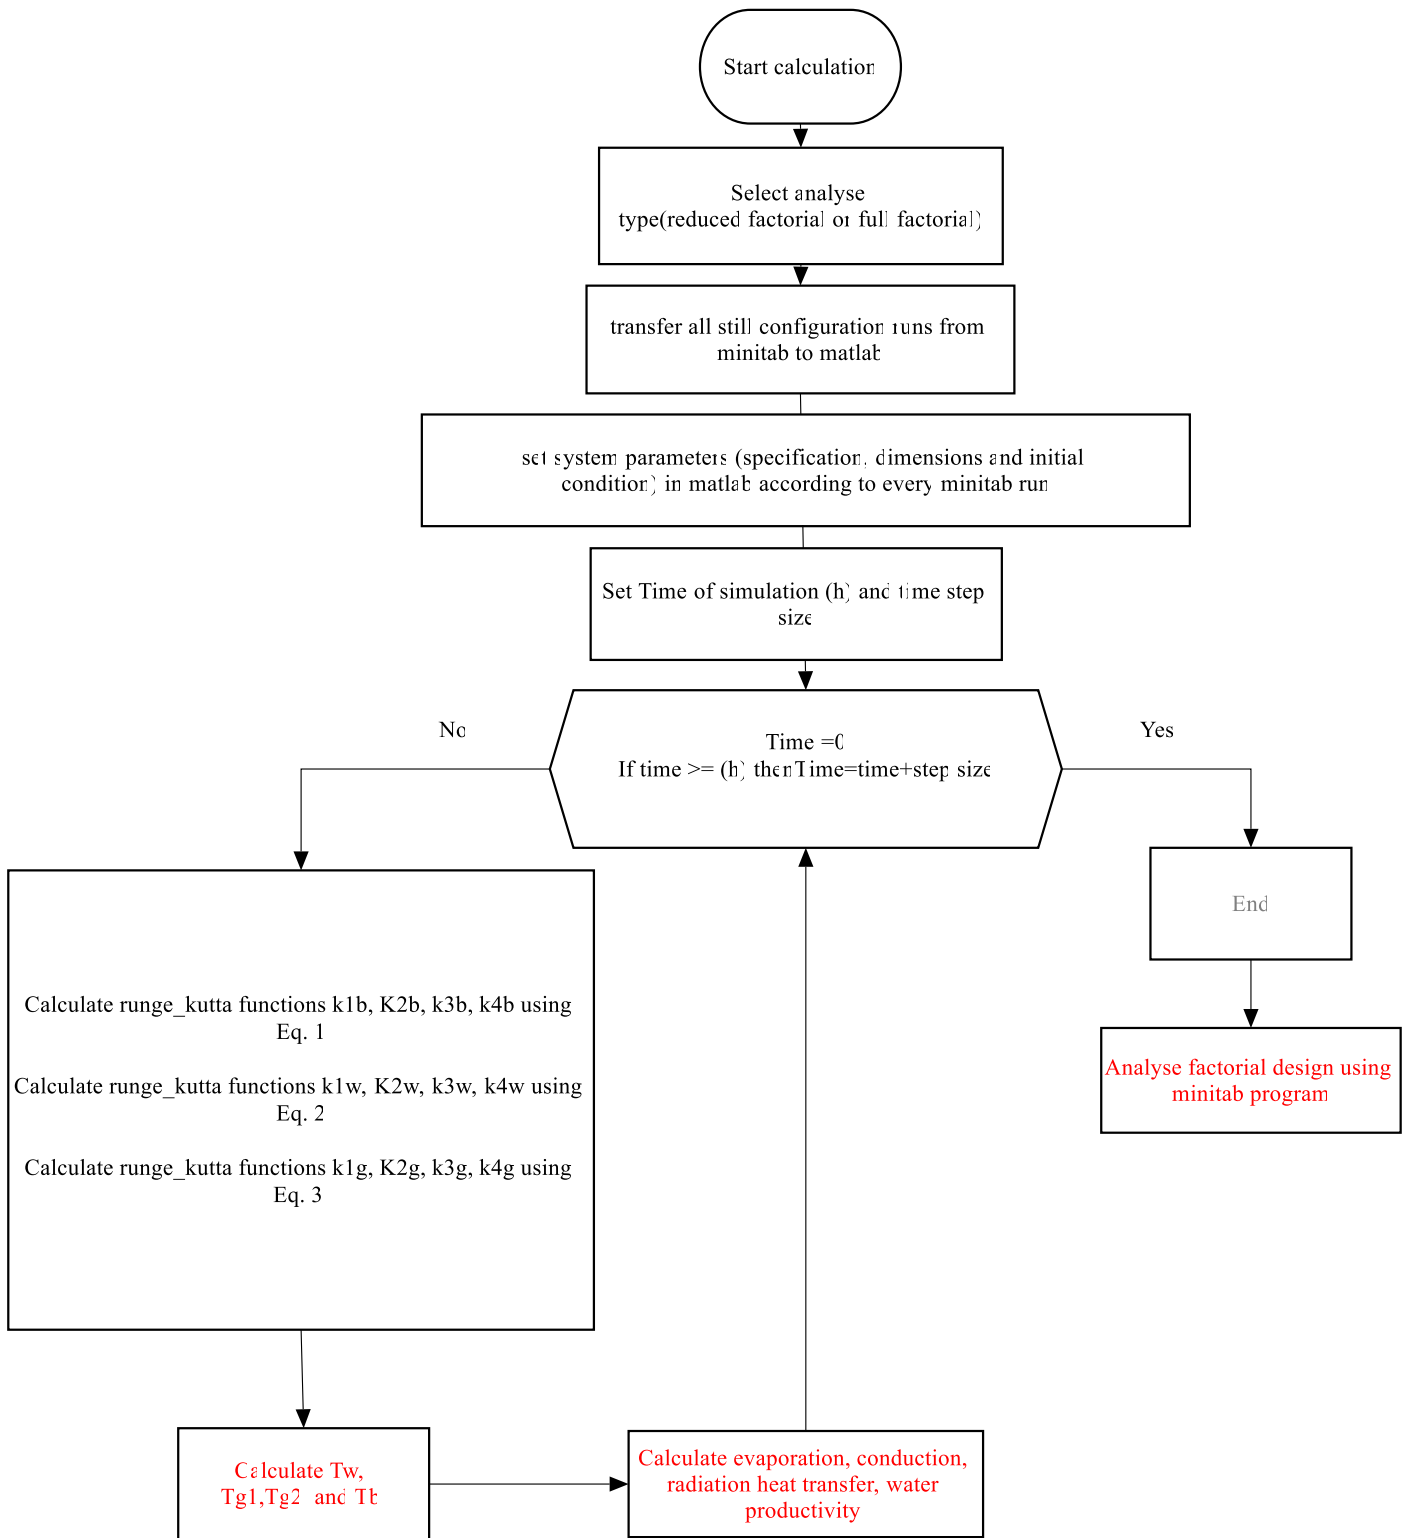 Start calculation
Select analyse
type(reduced factorial or full factorial)
transfer all still configuration runs from
minitab to matlab
set system parameters (specification, dimensions and initial
condition) in matlab according to every minitab run
Set Time of simulation (h) and time step
size
No
Yes
Time =0
If time >= (h) then Time=time+step size
End
Calculate runge_kutta functions k1b, K2b, k3b, k4b using
Eq. 1
Calculate runge_kutta functions k1w, K2w, k3w, k4w using
Eq. 2
Calculate runge_kutta functions k1g, K2g, k3g, k4g using
Eq. 3
Analyse factorial design using
minitab program
Calculate Tw,
Tg1,Tg2 and Tb
Calculate evaporation, conduction,
radiation heat transfer, water
productivity